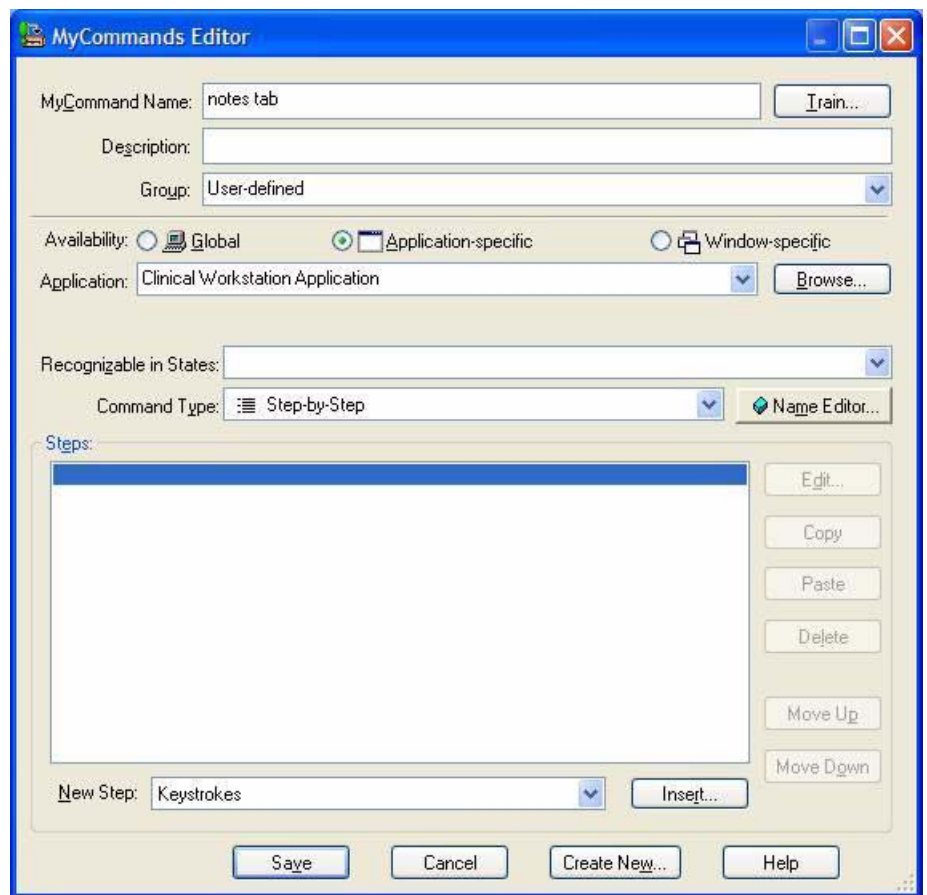 MyCommands Editor
MyCommand Name: notes tab Train...
Description:
Group: User-defined
Availability: Global Application-specific Window-specific
Application: Clinical Workstation Application Browse...
Recognizable in States:
Command Type: Step-by-Step Name Editor...
Steps:
Edit...
Copy
Paste
Delete
Move Up
Move Down
New Step: Keystrokes Insert...
Save Cancel Create New... Help